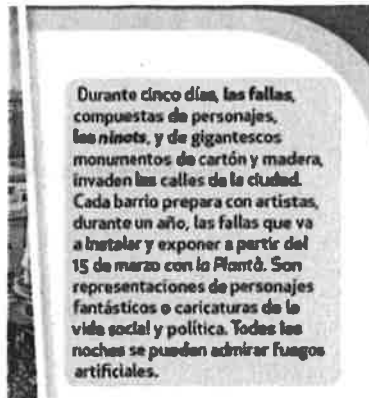 Durante cinco días, las fallas,
compuestas de personajes,
los ninots, y de gigantescos
monumentos de cartón y madera,
invaden las calles de la ciudad.
Cada barrio prepara con artistas,
durante un año, las fallas que va
a instalar y exponer a partir del
15 de marzo con la Plantà. Son
representaciones de personajes
fantásticos o caricaturas de la
vida social y política. Todas las
noches se pueden admirar fuegos
artificiales.